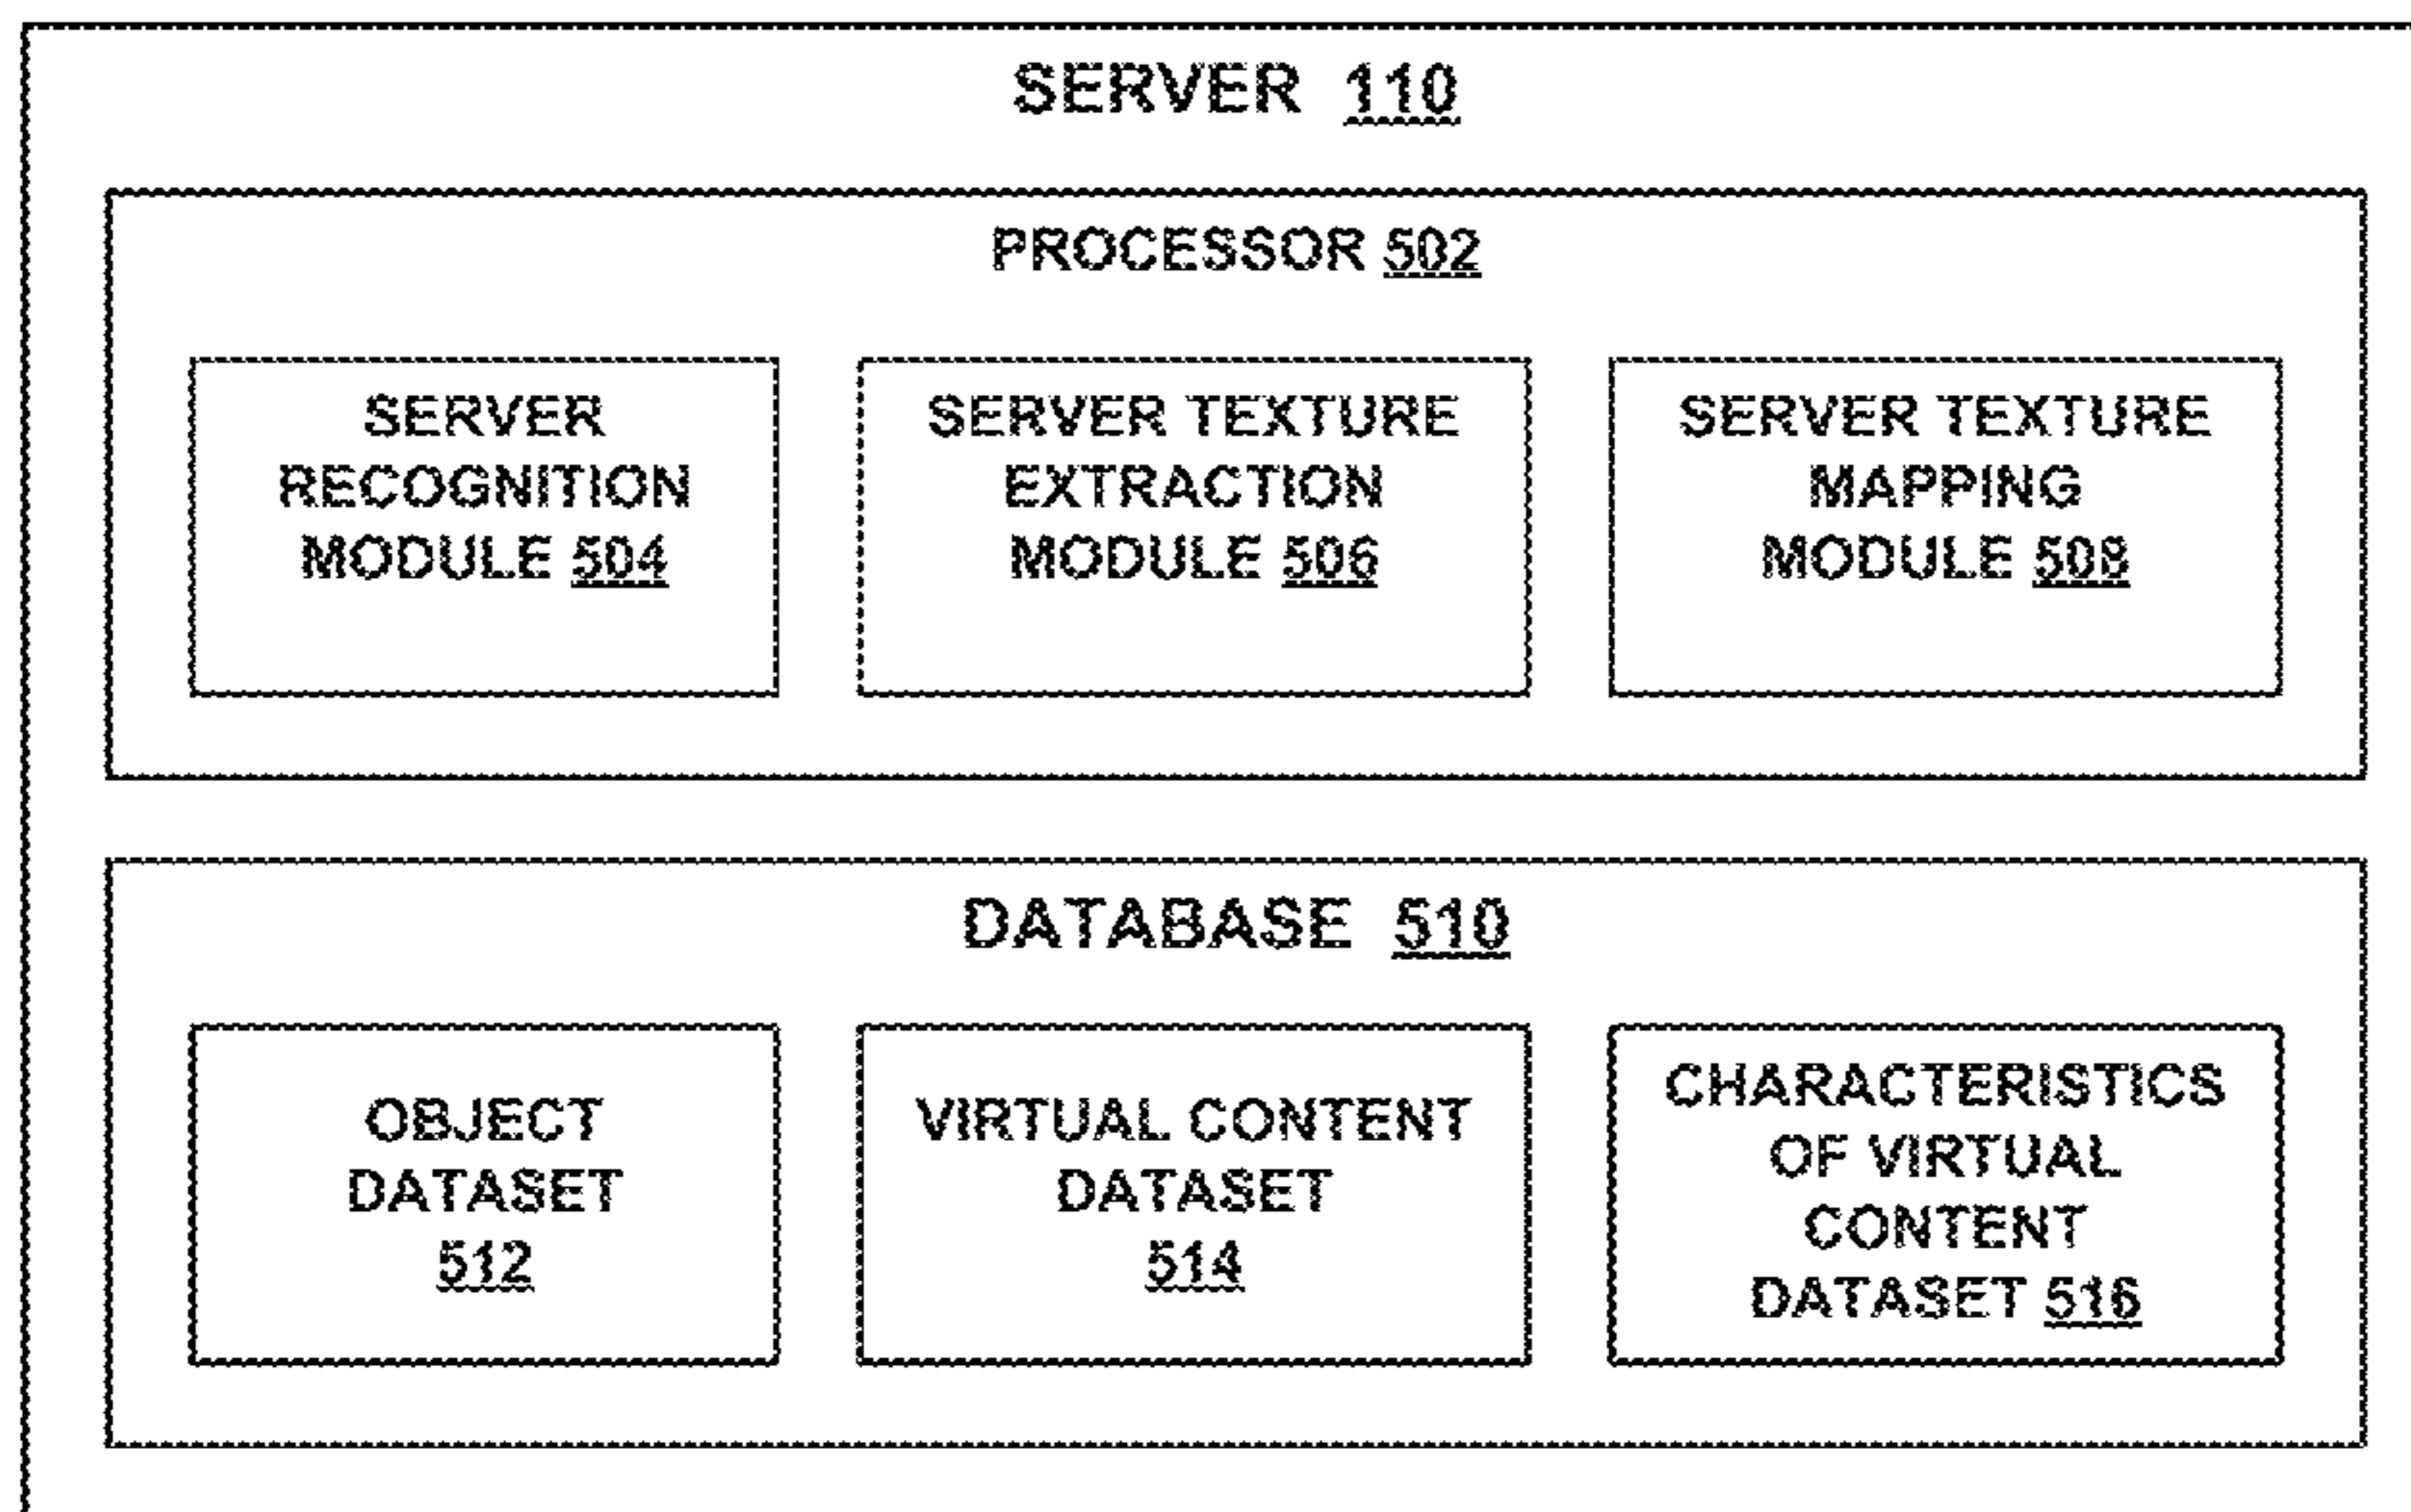 SERVER 110
PROCESSOR 502
SERVER
RECOGNITION
MODULE 504
SERVER TEXTURE
EXTRACTION
MODULE 506
SERVER TEXTURE
MAPPING
MODULE 508
DATABASE 510
OBJECT
DATASET
512
VIRTUAL CONTENT
DATASET
514
CHARACTERISTICS
OF VIRTUAL
CONTENT
DATASET 516